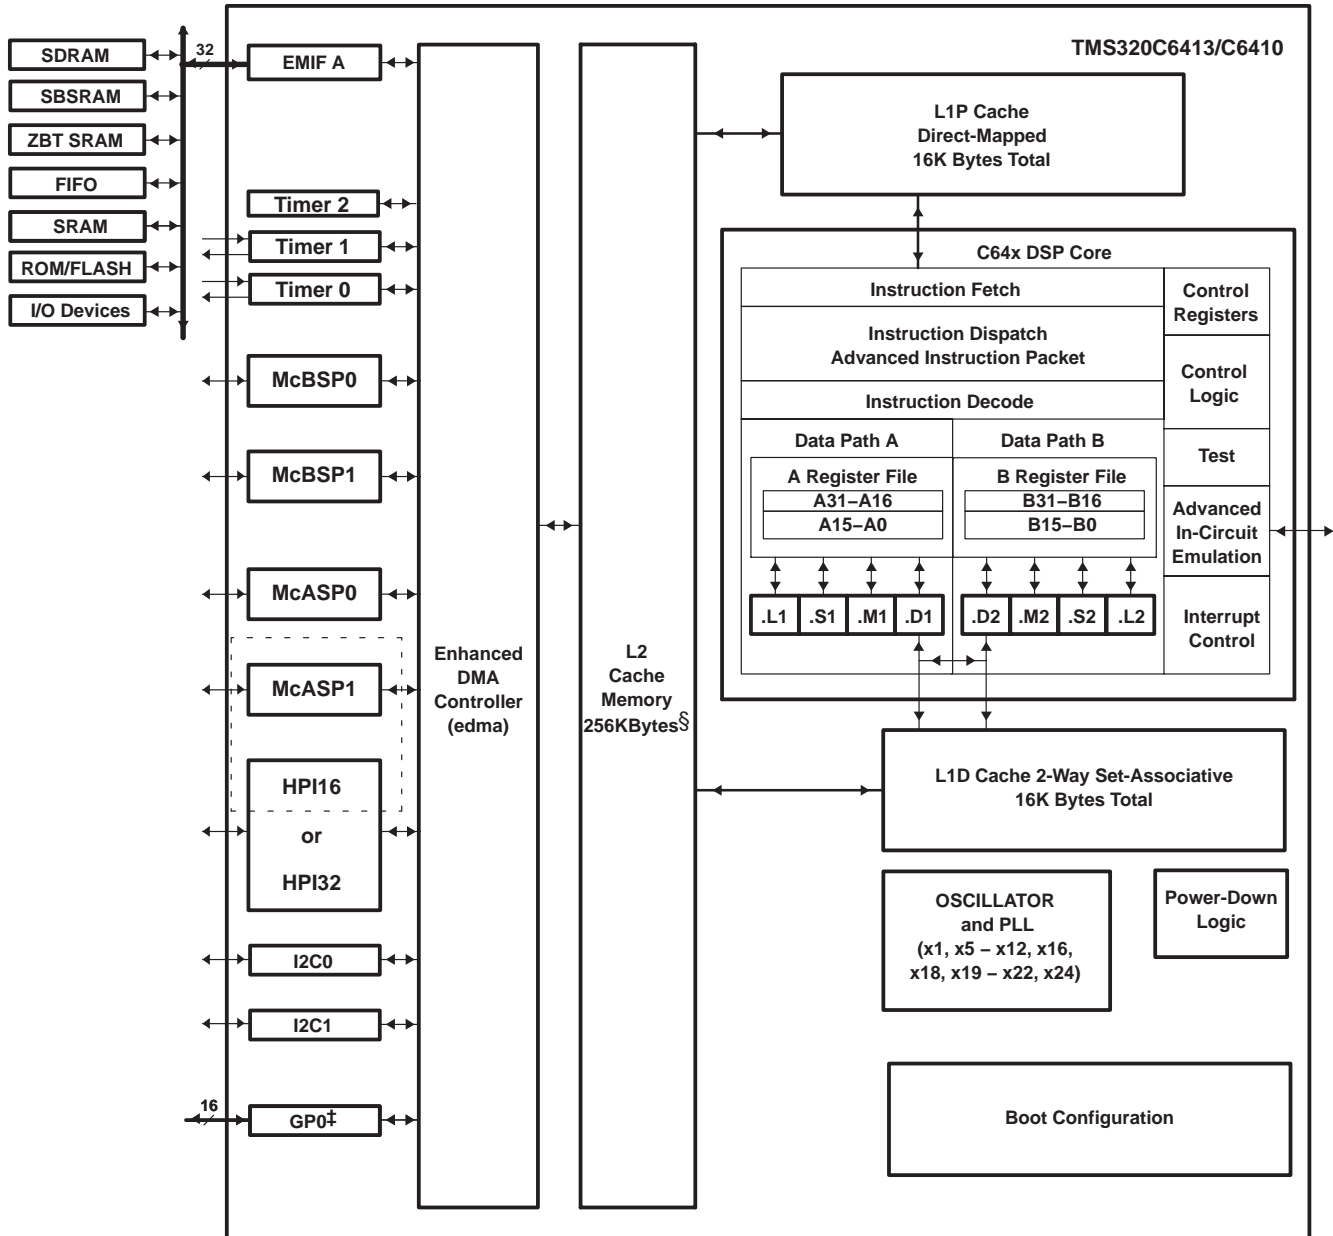 TMS320C6413/C6410
SDRAM
SBSRAM
ZBT SRAM
FIFO
SRAM
ROM/FLASH
I/O Devices
32
EMIF A
Timer 2
Timer 1
Timer 0
McBSP0
McBSP1
McASP0
McASP1
HPI16
or
HPI32
I2C0
I2C1
16
GP0‡
Enhanced
DMA
Controller
(edma)
L2
Cache
Memory
256KBytes§
L1P Cache
Direct-Mapped
16K Bytes Total
C64x DSP Core
Instruction Fetch
Instruction Dispatch
Advanced Instruction Packet
Instruction Decode
Data Path A
A Register File
A31–A16
A15–A0
.L1
.S1
.M1
.D1
Data Path B
B Register File
B31–B16
B15–B0
.D2
.M2
.S2
.L2
Control
Registers
Control
Logic
Test
Advanced
In-Circuit
Emulation
Interrupt
Control
L1D Cache 2-Way Set-Associative
16K Bytes Total
OSCILLATOR
and PLL
(x1, x5 – x12, x16,
x18, x19 – x22, x24)
Power-Down
Logic
Boot Configuration